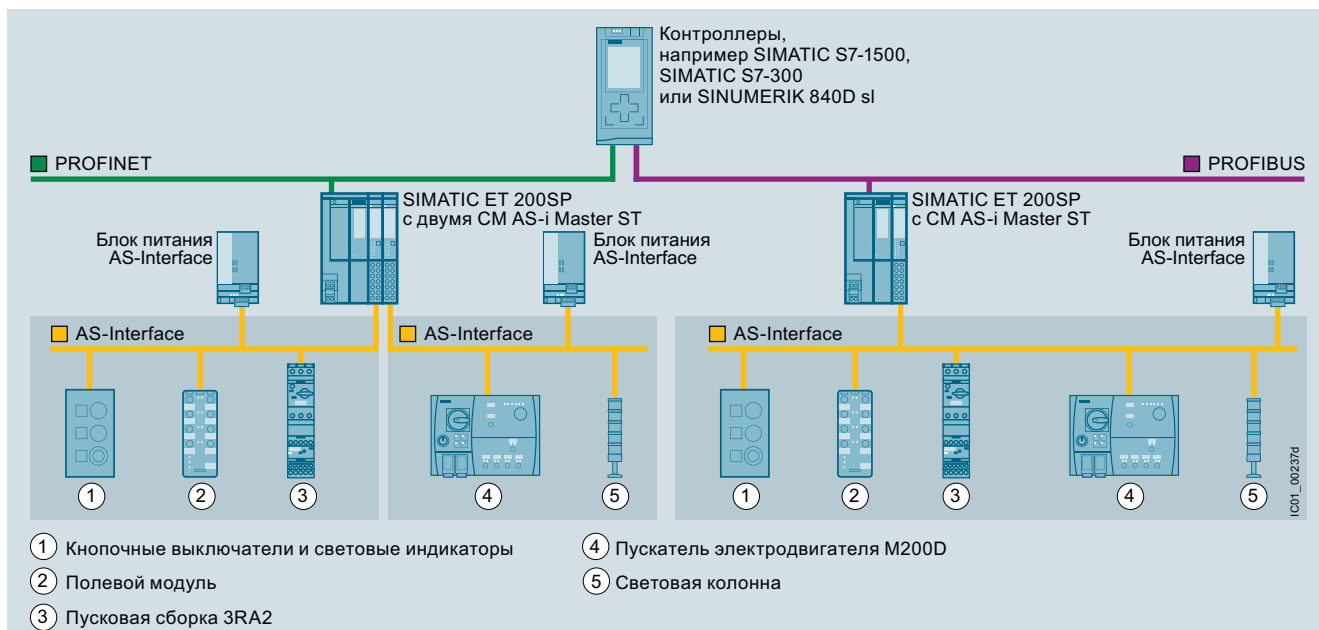 Контроллеры,
например SIMATIC S7-1500,
SIMATIC S7-300
или SINUMERIK 840D sl
PROFINET
PROFIBUS
SIMATIC ET 200SP
с двумя CM AS-i Master ST
SIMATIC ET 200SP
с CM AS-i Master ST
Блок питания
AS-Interface
Блок питания
AS-Interface
Блок питания
AS-Interface
AS-Interface
AS-Interface
AS-Interface
1
2
3
4
5
1
2
3
4
5
IC01_00237d
1 Кнопочные выключатели и световые индикаторы
2 Полевой модуль
3 Пусковая сборка 3RA2
4 Пускатель электродвигателя M200D
5 Световая колонна